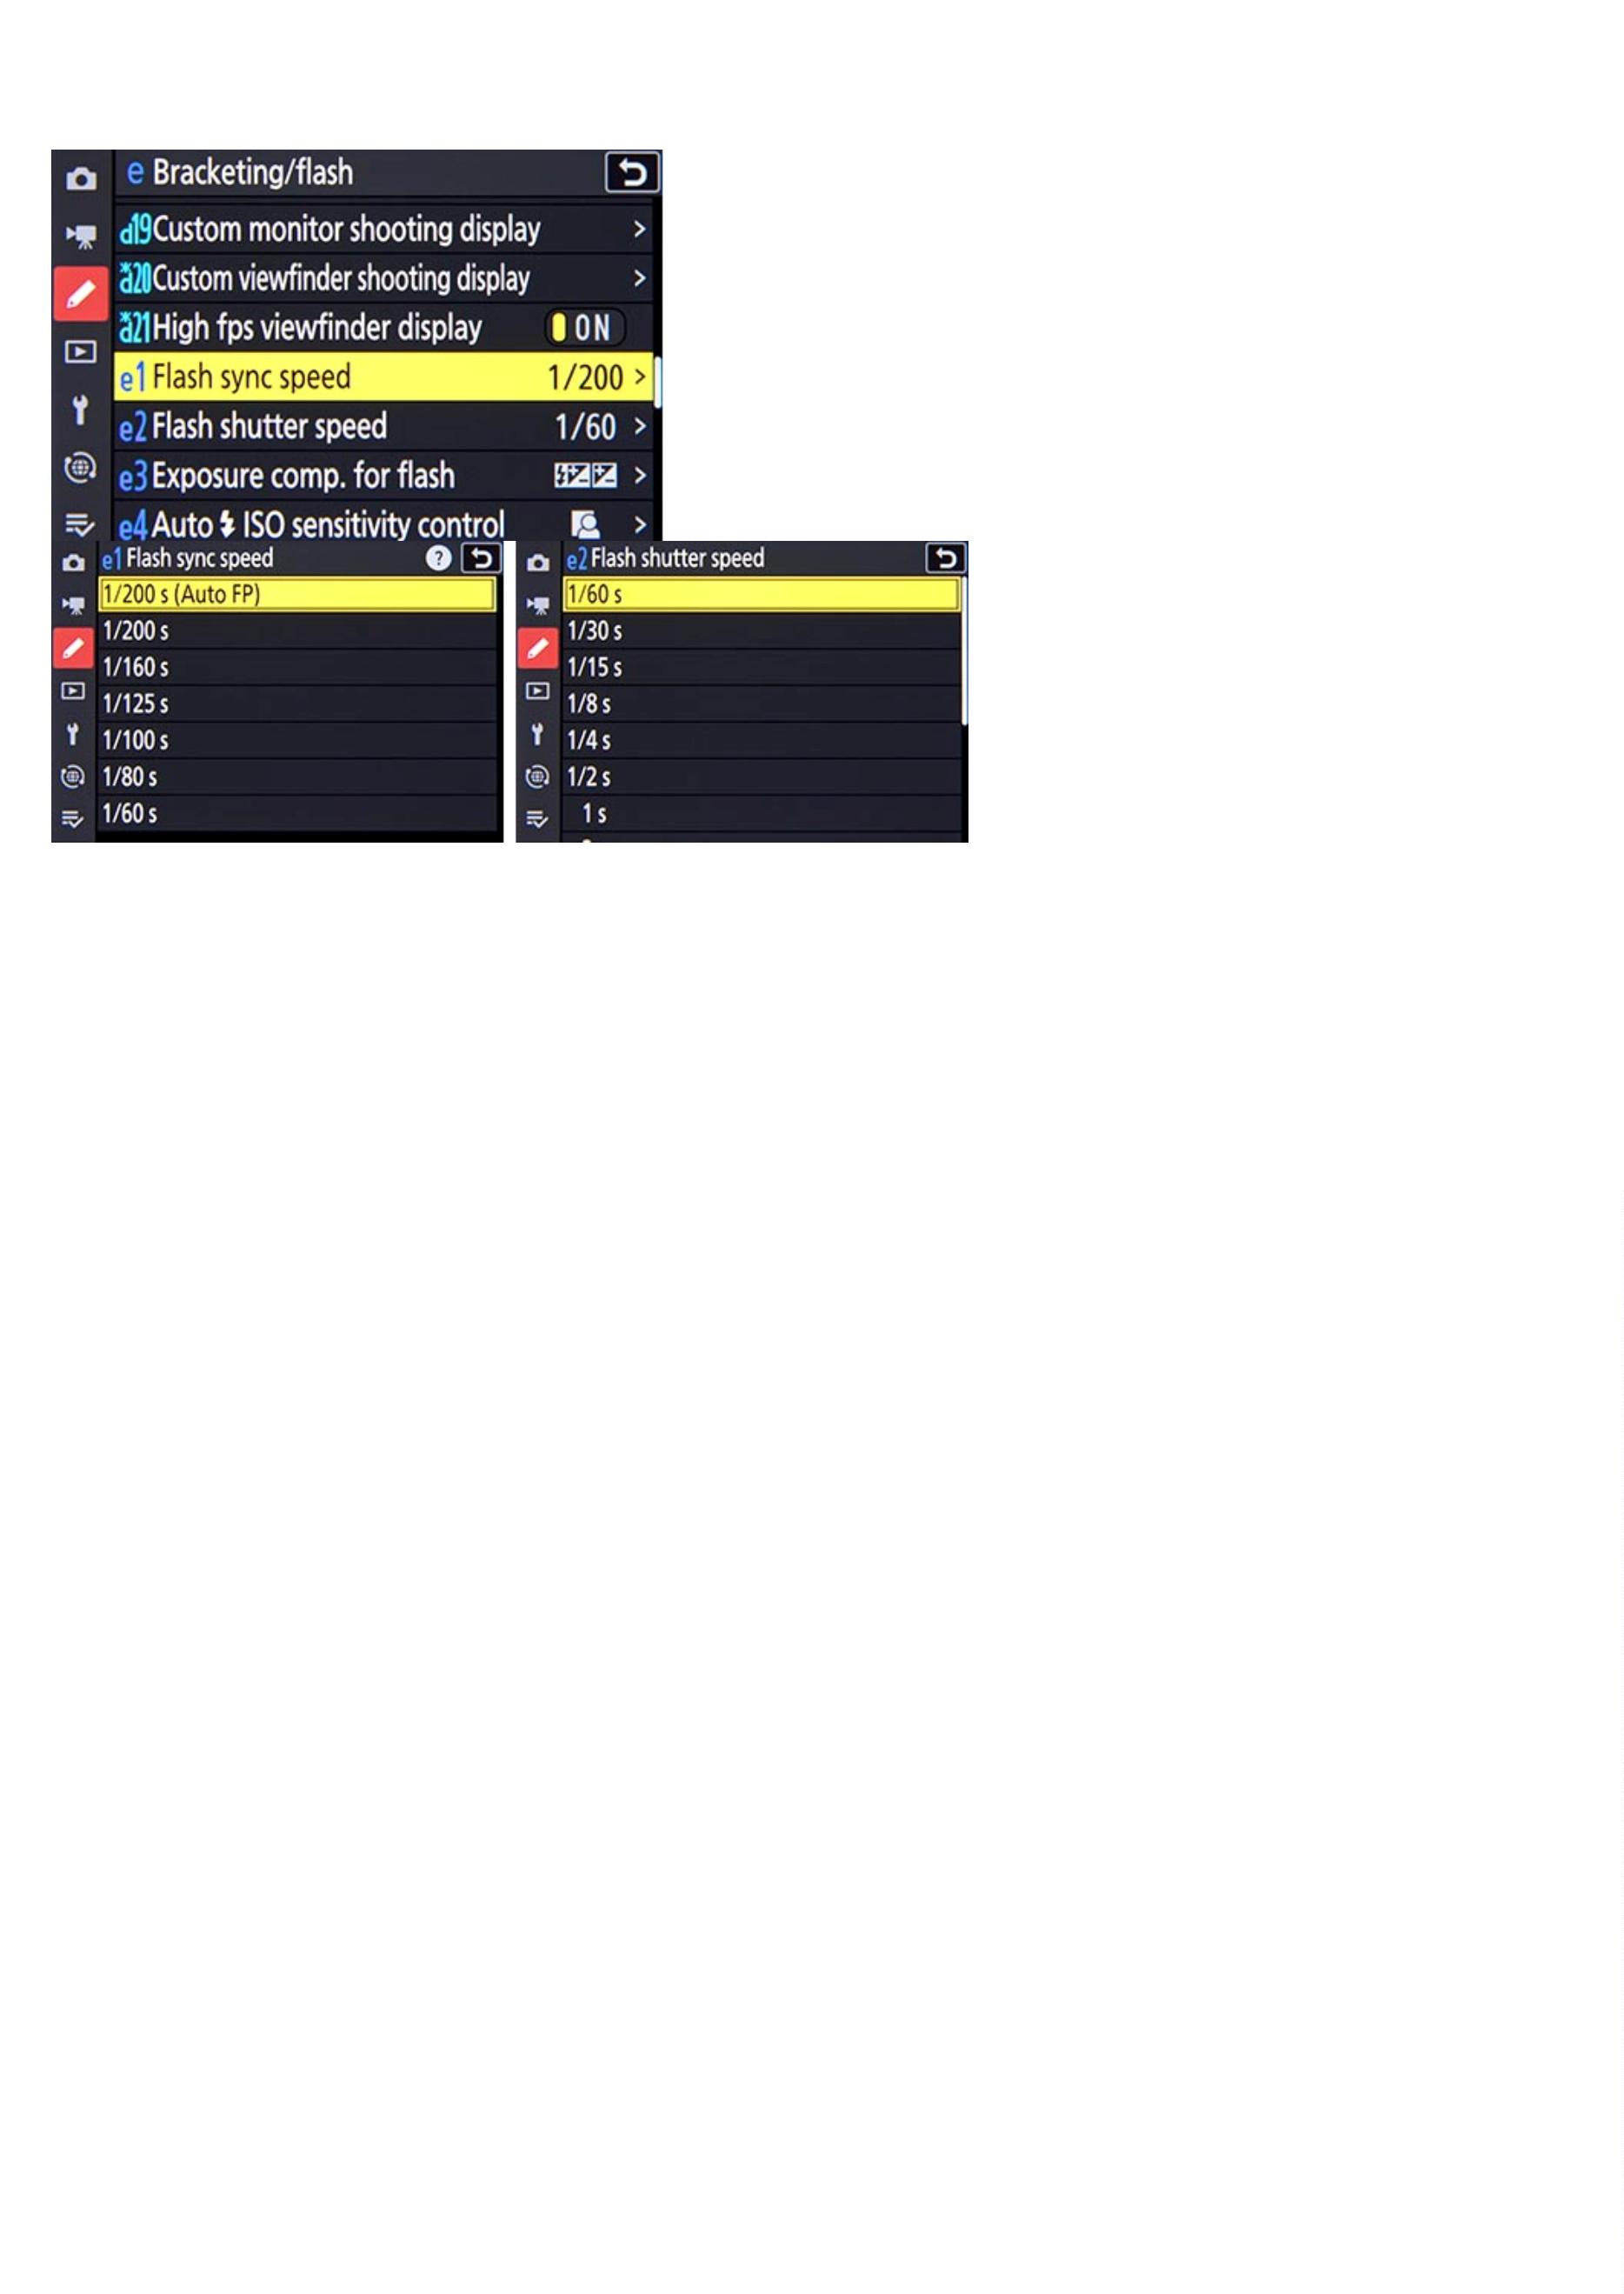 e Bracketing/flash
d19 Custom monitor shooting display >
d20 Custom viewfinder shooting display >
d21 High fps viewfinder display ON
e1 Flash sync speed 1/200 >
e2 Flash shutter speed 1/60 >
e3 Exposure comp. for flash >
e4 Auto ISO sensitivity control >
e1 Flash sync speed ?
1/200 s (Auto FP)
1/200 s
1/160 s
1/125 s
1/100 s
1/80 s
1/60 s
e2 Flash shutter speed
1/60 s
1/30 s
1/15 s
1/8 s
1/4 s
1/2 s
1 s